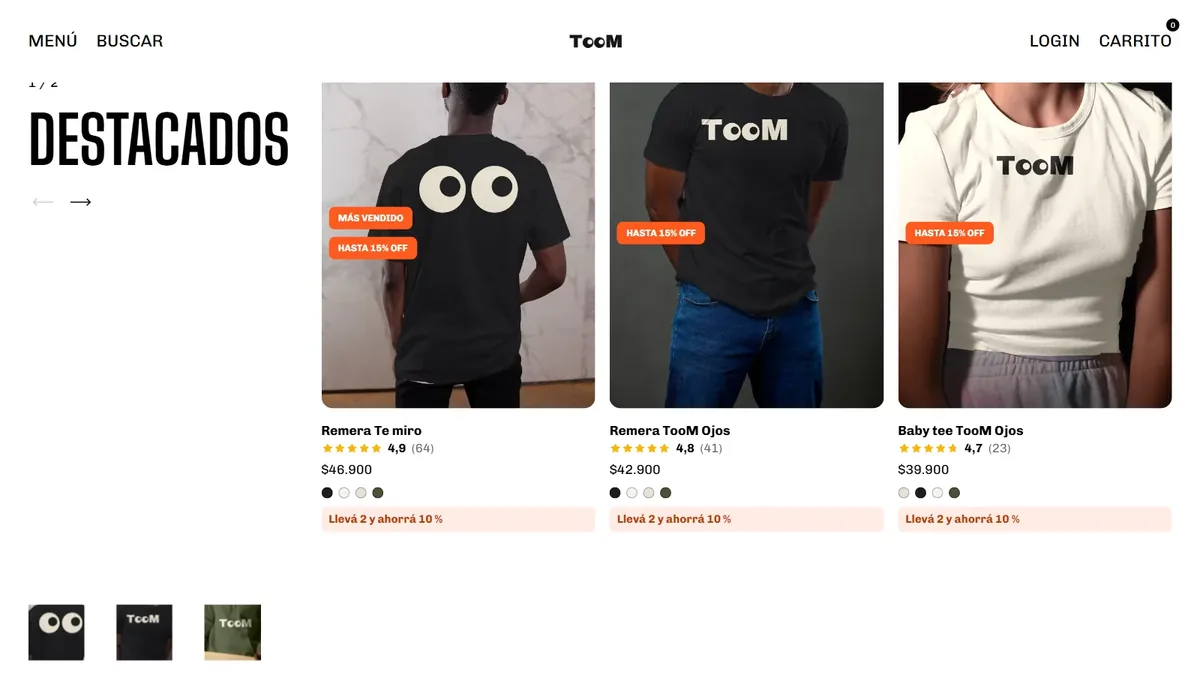 MENÚ BUSCAR
TooM
LOGIN CARRITO 0
1 / 2
DESTACADOS
MÁS VENDIDO
HASTA 15% OFF
Remera Te miro
4,9 (64)
$46.900
Llevá 2 y ahorrá 10 %
TooM
HASTA 15% OFF
Remera TooM Ojos
4,8 (41)
$42.900
Llevá 2 y ahorrá 10 %
TooM
HASTA 15% OFF
Baby tee TooM Ojos
4,7 (23)
$39.900
Llevá 2 y ahorrá 10 %
TooM
TooM